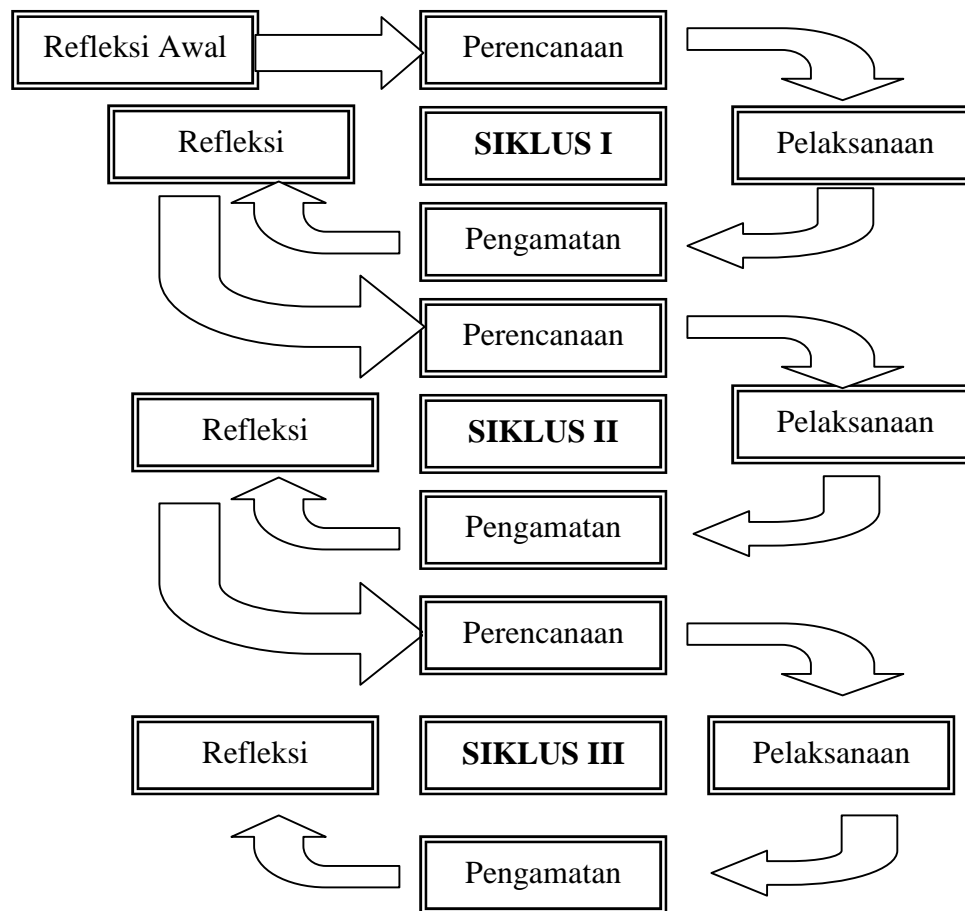 Refleksi Awal
Perencanaan
Refleksi
SIKLUS I
Pelaksanaan
Pengamatan
Perencanaan
Refleksi
SIKLUS II
Pelaksanaan
Pengamatan
Perencanaan
Refleksi
SIKLUS III
Pelaksanaan
Pengamatan